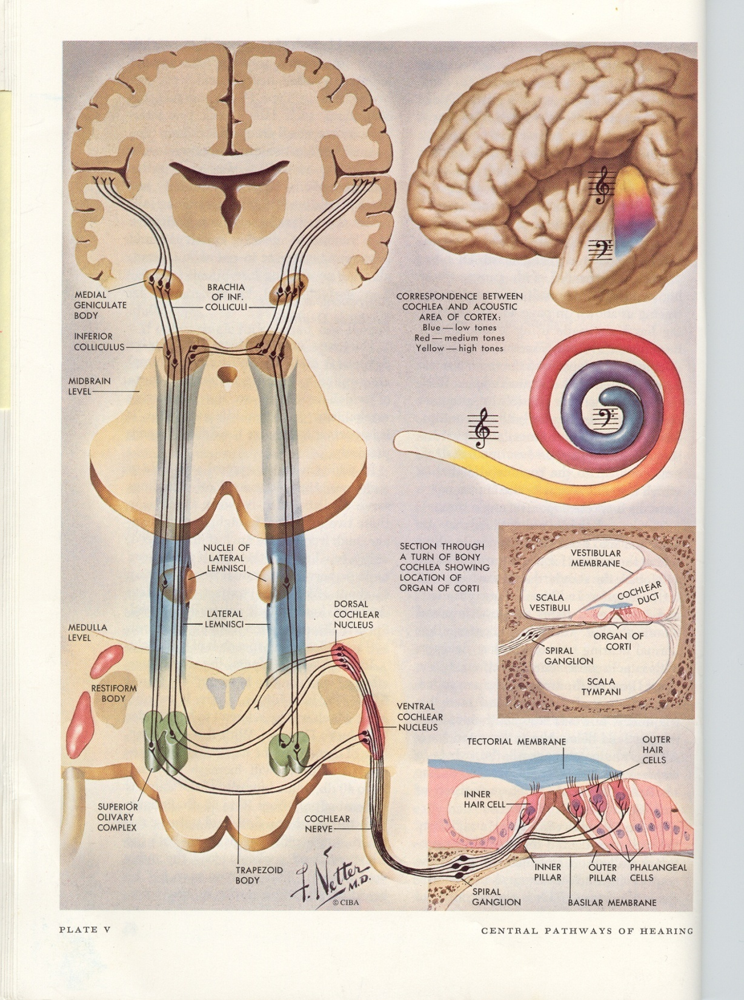 MEDIAL
GENICULATE
BODY
BRACHIA
OF INF.
COLLICULI
INFERIOR
COLLICULUS
MIDBRAIN
LEVEL
CORRESPONDENCE BETWEEN
COCHLEA AND ACOUSTIC
AREA OF CORTEX:
Blue — low tones
Red — medium tones
Yellow — high tones
NUCLEI OF
LATERAL
LEMNISCI
LATERAL
LEMNISCI
DORSAL
COCHLEAR
NUCLEUS
MEDULLA
LEVEL
RESTIFORM
BODY
VENTRAL
COCHLEAR
NUCLEUS
SUPERIOR
OLIVARY
COMPLEX
COCHLEAR
NERVE
TRAPEZOID
BODY
F. Netter
M.D.
© CIBA
SECTION THROUGH
A TURN OF BONY
COCHLEA SHOWING
LOCATION OF
ORGAN OF CORTI
VESTIBULAR
MEMBRANE
COCHLEAR
DUCT
SCALA
VESTIBULI
ORGAN OF
CORTI
SPIRAL
GANGLION
SCALA
TYMPANI
TECTORIAL MEMBRANE
OUTER
HAIR
CELLS
INNER
HAIR CELL
INNER
PILLAR
OUTER
PILLAR
PHALANGEAL
CELLS
SPIRAL
GANGLION
BASILAR MEMBRANE
PLATE V
CENTRAL PATHWAYS OF HEARING